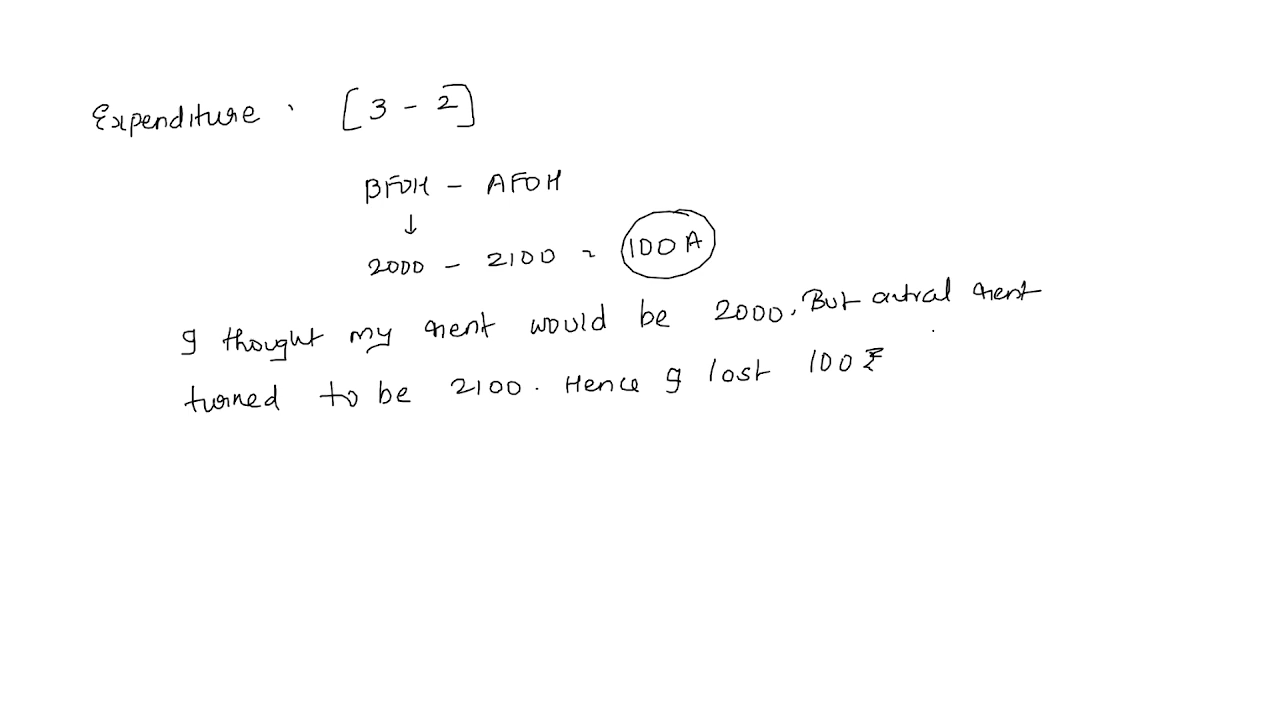 Expenditure : [3 - 2]
BFOH - AFOH
↓
2000 - 2100 = 100 A
I thought my rent would be 2000. But actual rent
turned to be 2100. Hence I lost 100 ₹